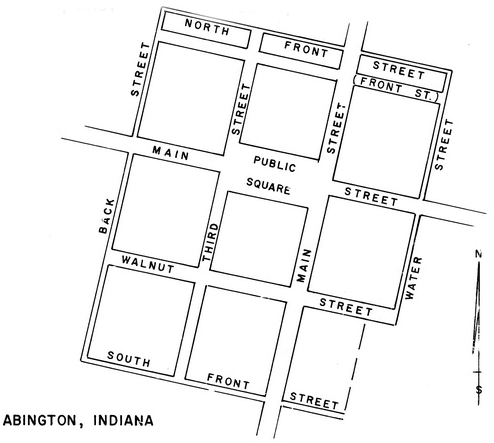 NORTH FRONT STREET
(FRONT ST.)
STREET
STREET
STREET
STREET
MAIN
PUBLIC
SQUARE
STREET
BACK
THIRD
MAIN
WATER
WALNUT
STREET
SOUTH FRONT STREET
N
S
ABINGTON, INDIANA